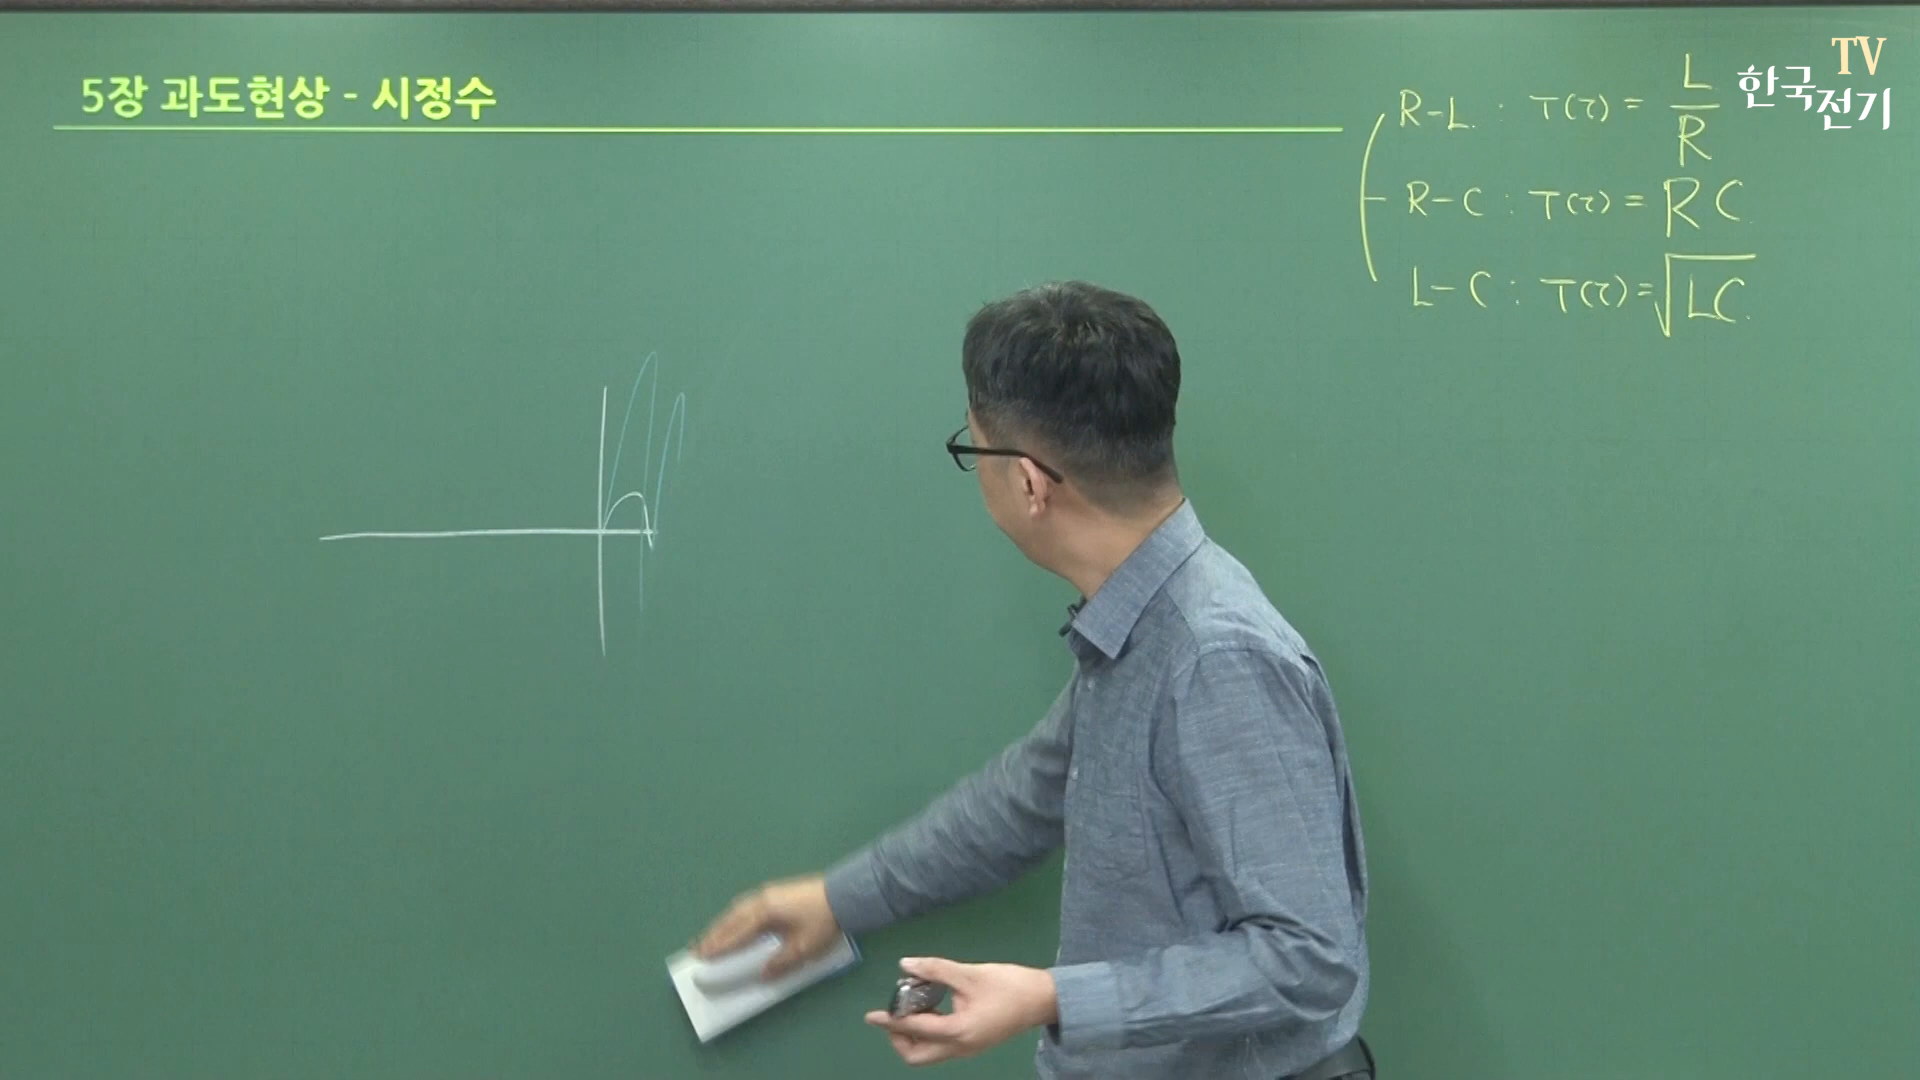 5장 과도현상 - 시정수
TV
한국
전기
R-L : T(τ) = L/R
R-C : T(τ) = RC
L-C : T(τ) = √LC